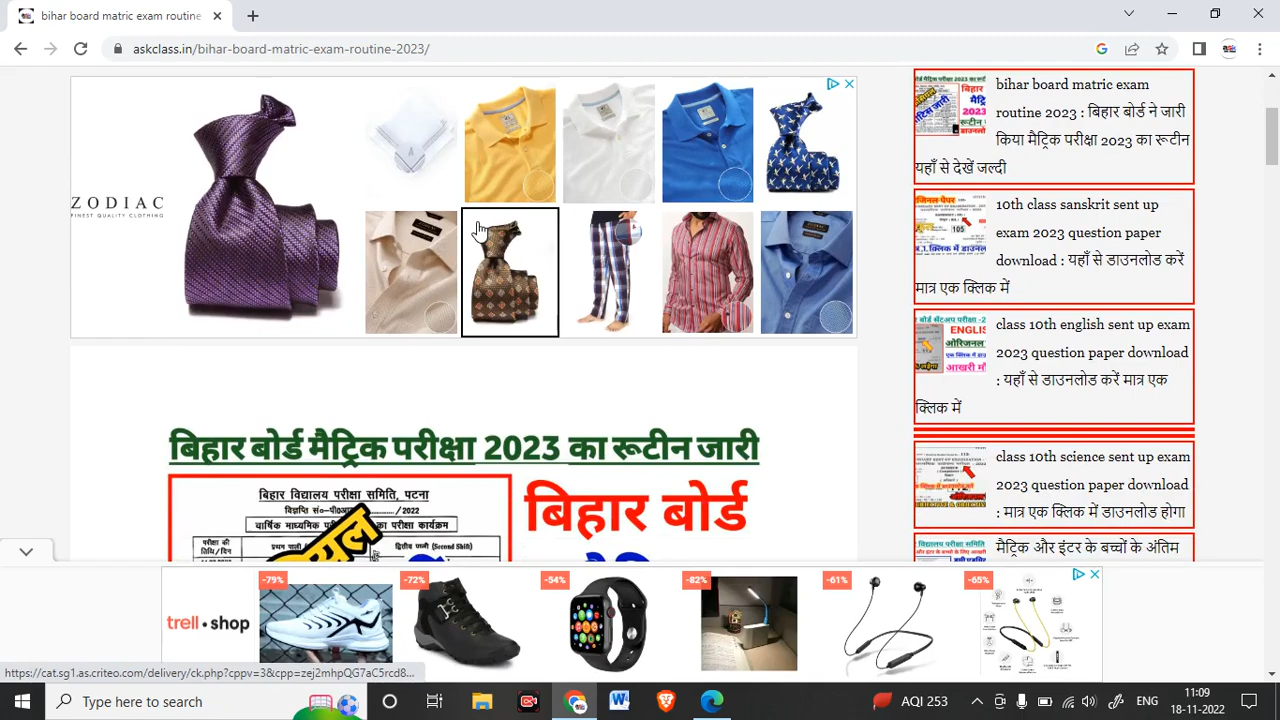 bihar board matric exam routine
askclass.in/bihar-board-matric-exam-routine-2023/
ZODIAC
FINEST QUALITY CLOTHING
बिहार बोर्ड मैट्रिक परीक्षा 2023 का रूटीन जारी
बिहार विद्यालय परीक्षा समिति, पटना
वार्षिक माध्यमिक परीक्षा का परीक्षा कार्यक्रम
परीक्षा की
तिथि/दिन
बिहार बोर्ड
bihar board matric exam
routine 2023 : बिहार बोर्ड ने जारी
किया मैट्रिक परीक्षा 2023 का रूटीन
यहाँ से देखें जल्दी
10th class sanskrit sent up
exam 2023 question paper
download : यहाँ से डाउनलोड करें
मात्र एक क्लिक में
105
class 10th english sent up exam
2023 question paper download
: यहाँ से डाउनलोड करें मात्र एक
क्लिक में
class 10th science sent up exam
2023 question paper download
: मात्र एक क्लिक में डाउनलोड होगा
मैट्रिक और इंटर के बच्चों के अंतिम
trell•shop
-79%
-72%
-54%
-82%
-61%
-65%
https://cat.sg1.as.criteo.com/delivery/ck.php?cppv=3&cpp=zej2mhpQG7aC5rcd8...
Type here to search
AQI 253
ENG
11:09
18-11-2022